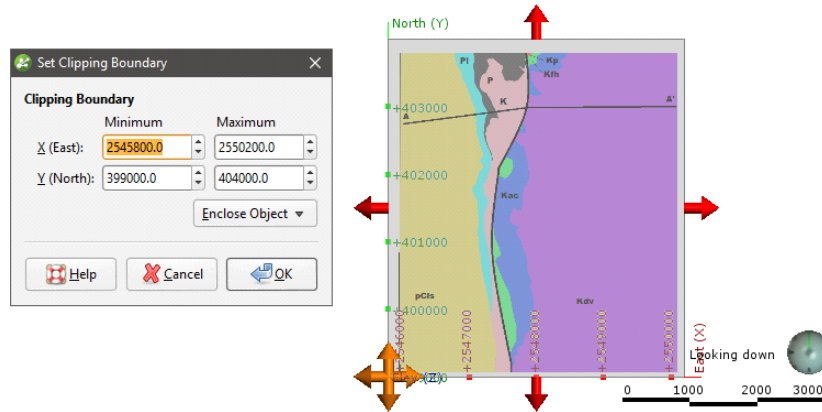 Set Clipping Boundary
Clipping Boundary
Minimum Maximum
X (East): 2545800.0 2550200.0
Y (North): 399000.0 404000.0
Enclose Object
Help Cancel OK
North (Y)
Pl
P
K
Kp
Kfh
+403000
A
A'
+402000
Kac
+401000
pCls
+400000
Kdv
+2546000
+2547000
+2548000
+2549000
+2550000
East (X)
(Z)
Looking down
0 1000 2000 3000